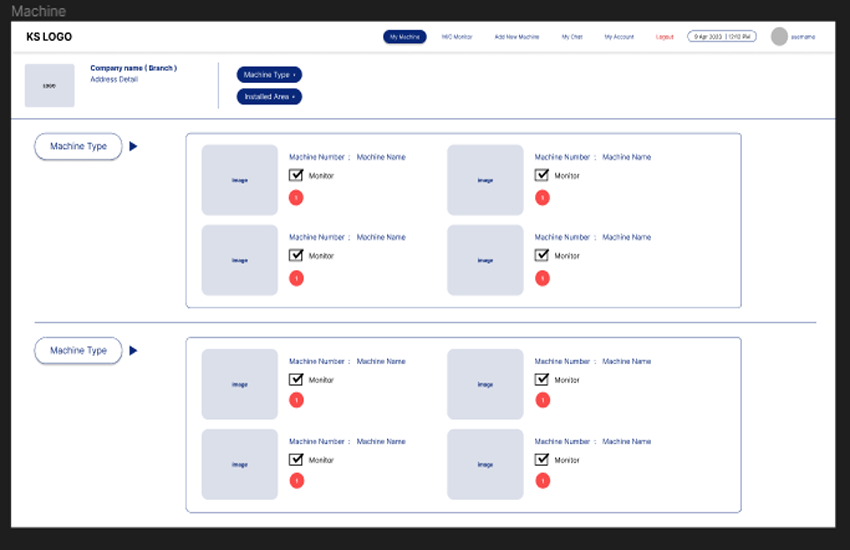 Machine
KS LOGO
My Machine
M/C Monitor
Add New Machine
My Chat
My Account
Logout
9 Apr 2023 | 12:12 PM
username
LOGO
Company name ( Branch )
Address Detail
Machine Type
Installed Area
Machine Type
image
Machine Number : Machine Name
Monitor
1
image
Machine Number : Machine Name
Monitor
1
image
Machine Number : Machine Name
Monitor
1
image
Machine Number : Machine Name
Monitor
1
Machine Type
image
Machine Number : Machine Name
Monitor
1
image
Machine Number : Machine Name
Monitor
1
image
Machine Number : Machine Name
Monitor
1
image
Machine Number : Machine Name
Monitor
1